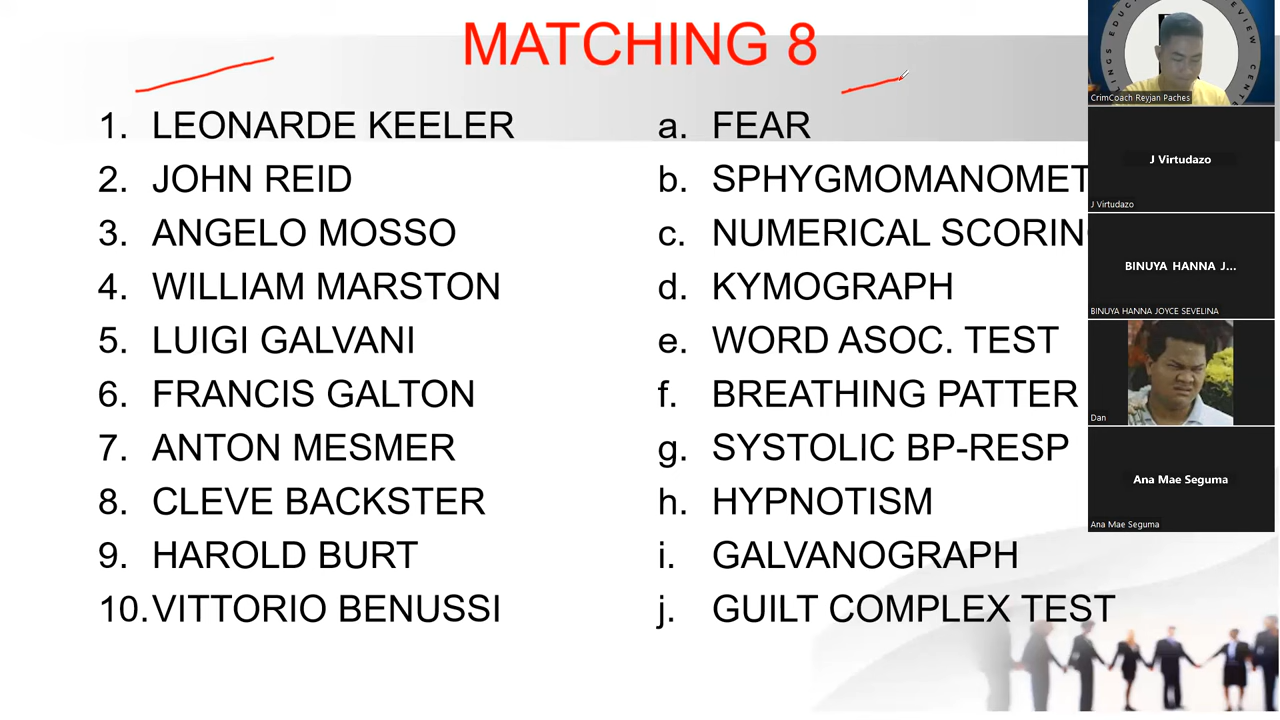 MATCHING 8
1. LEONARDE KEELER
2. JOHN REID
3. ANGELO MOSSO
4. WILLIAM MARSTON
5. LUIGI GALVANI
6. FRANCIS GALTON
7. ANTON MESMER
8. CLEVE BACKSTER
9. HAROLD BURT
10. VITTORIO BENUSSI
a. FEAR
b. SPHYGMOMANOMET
c. NUMERICAL SCORIN
d. KYMOGRAPH
e. WORD ASOC. TEST
f. BREATHING PATTER
g. SYSTOLIC BP-RESP
h. HYPNOTISM
i. GALVANOGRAPH
j. GUILT COMPLEX TEST
CrimCoach Reyjan Paches
J Virtudazo
J Virtudazo
BINUYA HANNA J...
BINUYA HANNA JOYCE SEVELINA
Dan
Ana Mae Seguma
Ana Mae Seguma